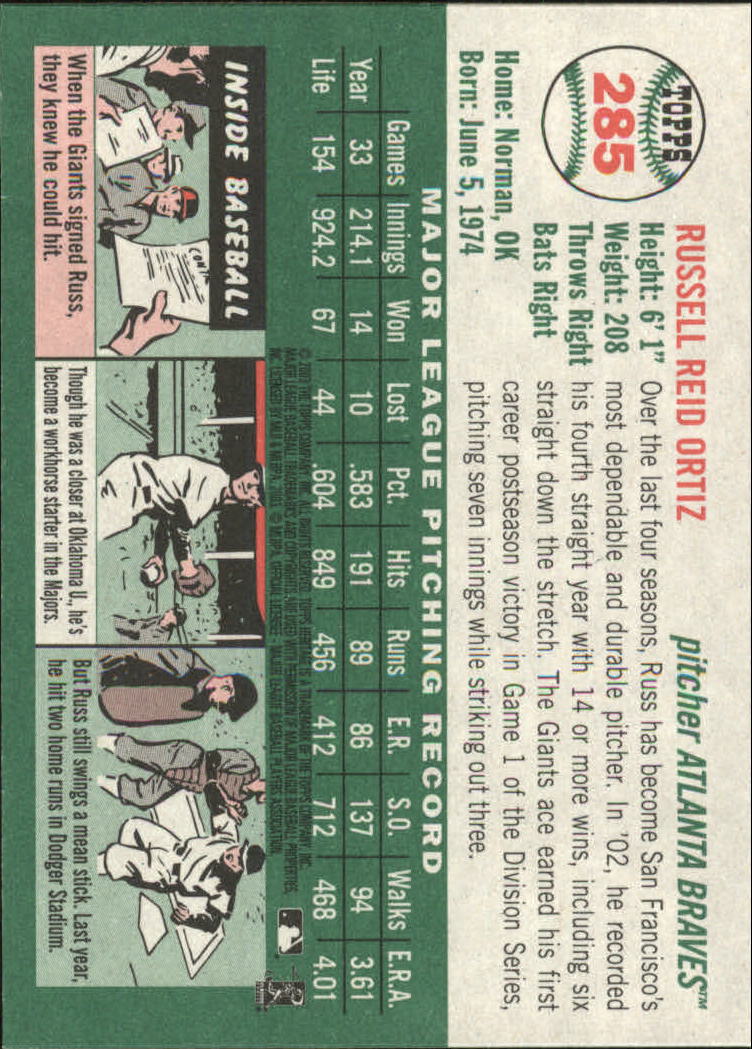 TOPPS
285
RUSSELL REID ORTIZ
pitcher ATLANTA BRAVES™
Height: 6' 1"
Weight: 208
Throws Right
Bats Right
Home: Norman, OK
Born: June 5, 1974
Over the last four seasons, Russ has become San Francisco's
most dependable and durable pitcher. In '02, he recorded
his fourth straight year with 14 or more wins, including six
straight down the stretch. The Giants ace earned his first
career postseason victory in Game 1 of the Division Series,
pitching seven innings while striking out three.
MAJOR LEAGUE PITCHING RECORD
Games Innings Won Lost Pct. Hits Runs E.R. S.O. Walks E.R.A.
Year 33 214.1 14 10 .583 191 89 86 137 94 3.61
Life 154 924.2 67 44 .604 849 456 412 712 468 4.01
INSIDE BASEBALL
When the Giants signed Russ,
they knew he could hit.
Though he was a closer at Oklahoma U., he's
become a workhorse starter in the Majors.
But Russ still swings a mean stick. Last year,
he hit two home runs in Dodger Stadium.